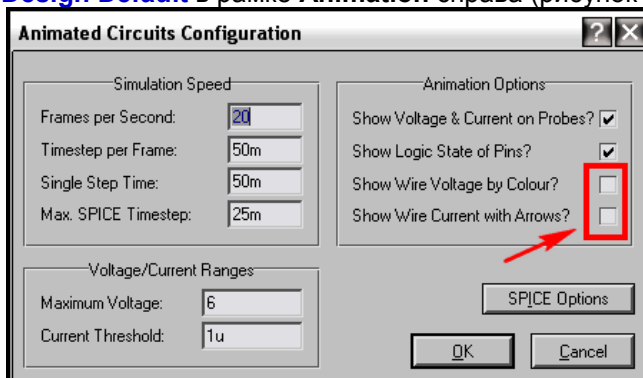 Design Default в рамке Animation справа (рисунок
Animated Circuits Configuration
Simulation Speed
Frames per Second: 20
Timestep per Frame: 50m
Single Step Time: 50m
Max. SPICE Timestep: 25m
Voltage/Current Ranges
Maximum Voltage: 6
Current Threshold: 1u
Animation Options
Show Voltage & Current on Probes?
Show Logic State of Pins?
Show Wire Voltage by Colour?
Show Wire Current with Arrows?
SPICE Options
OK
Cancel